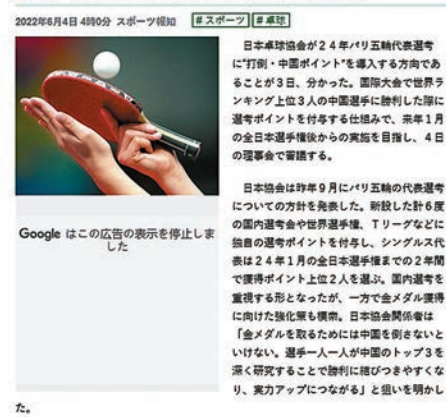 2022年6月4日 4時0分 スポーツ報知
#スポーツ
#卓球
Google はこの広告の表示を停止しま
した
日本卓球協会が24年パリ五輪代表選考
に"打倒・中国ポイント"を導入する方向であ
ることが3日、分かった。国際大会で世界ラ
ンキング上位3人の中国選手に勝利した際に
選考ポイントを付与する仕組みで、来年1月
の全日本選手権後からの実施を目指し、4日
の理事会で審議する。
日本協会は昨年9月にパリ五輪の代表選考
についての方針を発表した。新設した計6度
の国内選考会や世界選手権、Tリーグなどに
独自の選考ポイントを付与し、シングルス代
表は24年1月の全日本選手権までの2年間
で獲得ポイント上位2人を選ぶ。国内選考を
重視する形となったが、一方で金メダル獲得
に向けた強化策も模索。日本協会関係者は
「金メダルを取るためには中国を倒さないと
いけない。選手一人一人が中国のトップ3を
深く研究することで勝利に結びつきやすくな
り、実力アップにつながる」と狙いを明かし
た。